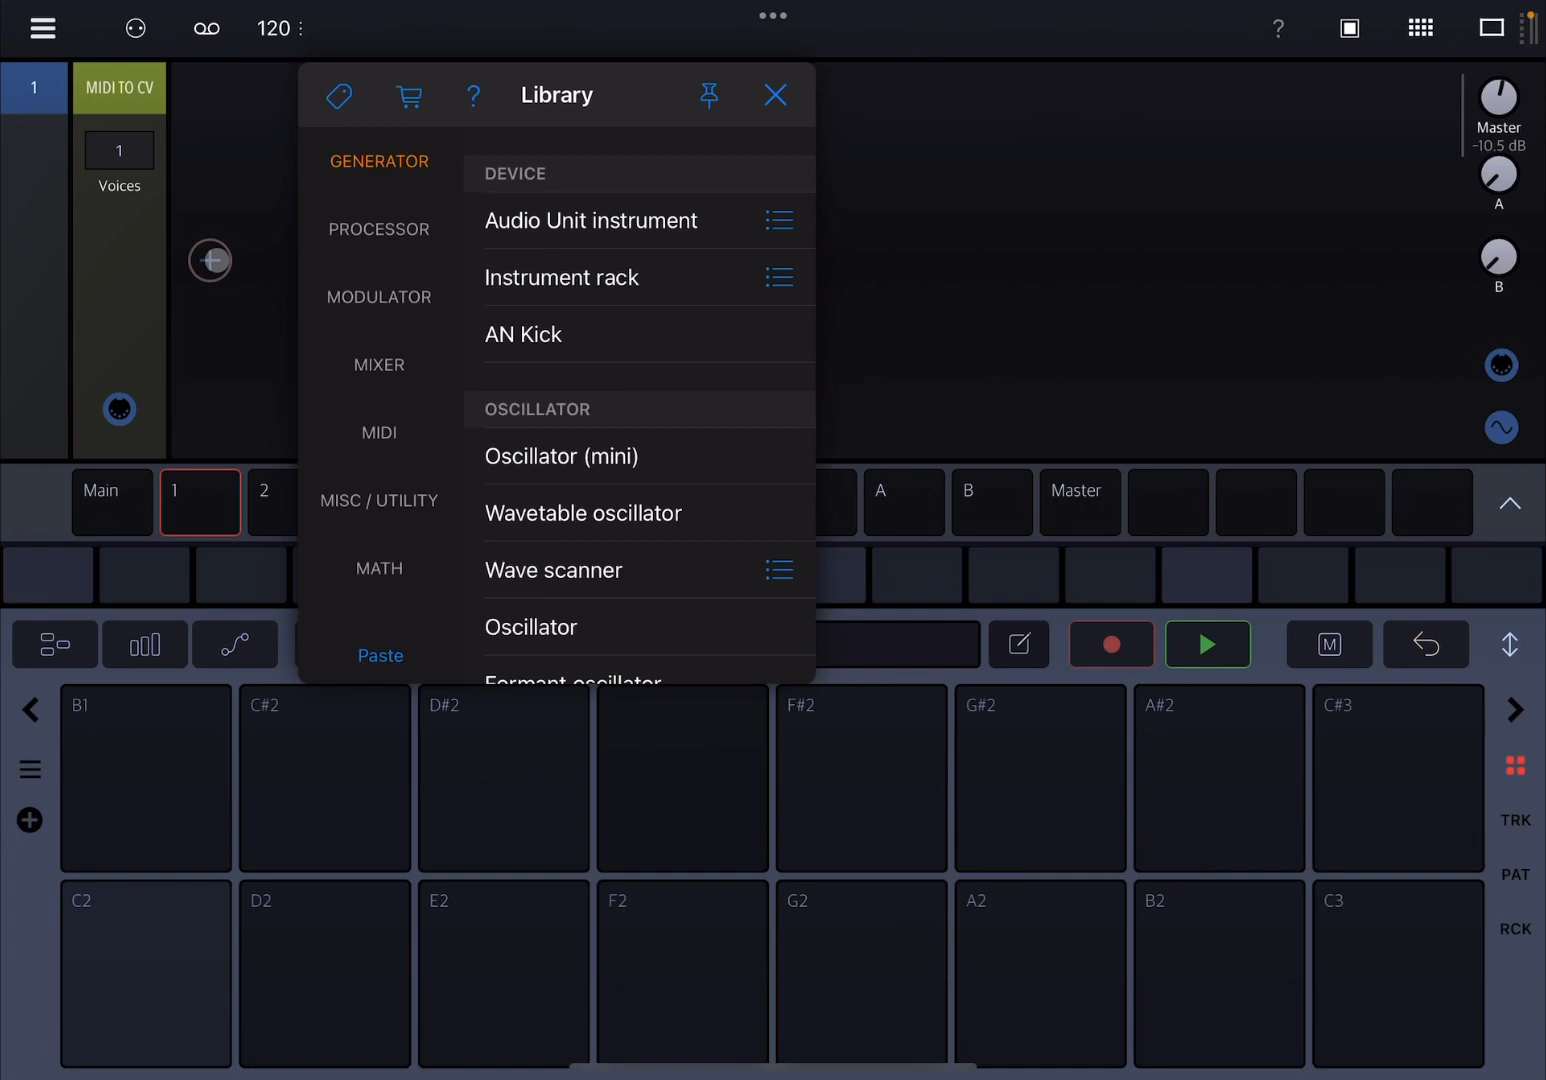 120
?
1
MIDI TO CV
1
Voices
?
Library
GENERATOR
PROCESSOR
MODULATOR
MIXER
MIDI
MISC / UTILITY
MATH
Paste
DEVICE
Audio Unit instrument
Instrument rack
AN Kick
OSCILLATOR
Oscillator (mini)
Wavetable oscillator
Wave scanner
Oscillator
Formant oscillator
Master
-10.5 dB
A
B
Main
1
2
A
B
Master
M
B1
C#2
D#2
F#2
G#2
A#2
C#3
C2
D2
E2
F2
G2
A2
B2
C3
TRK
PAT
RCK